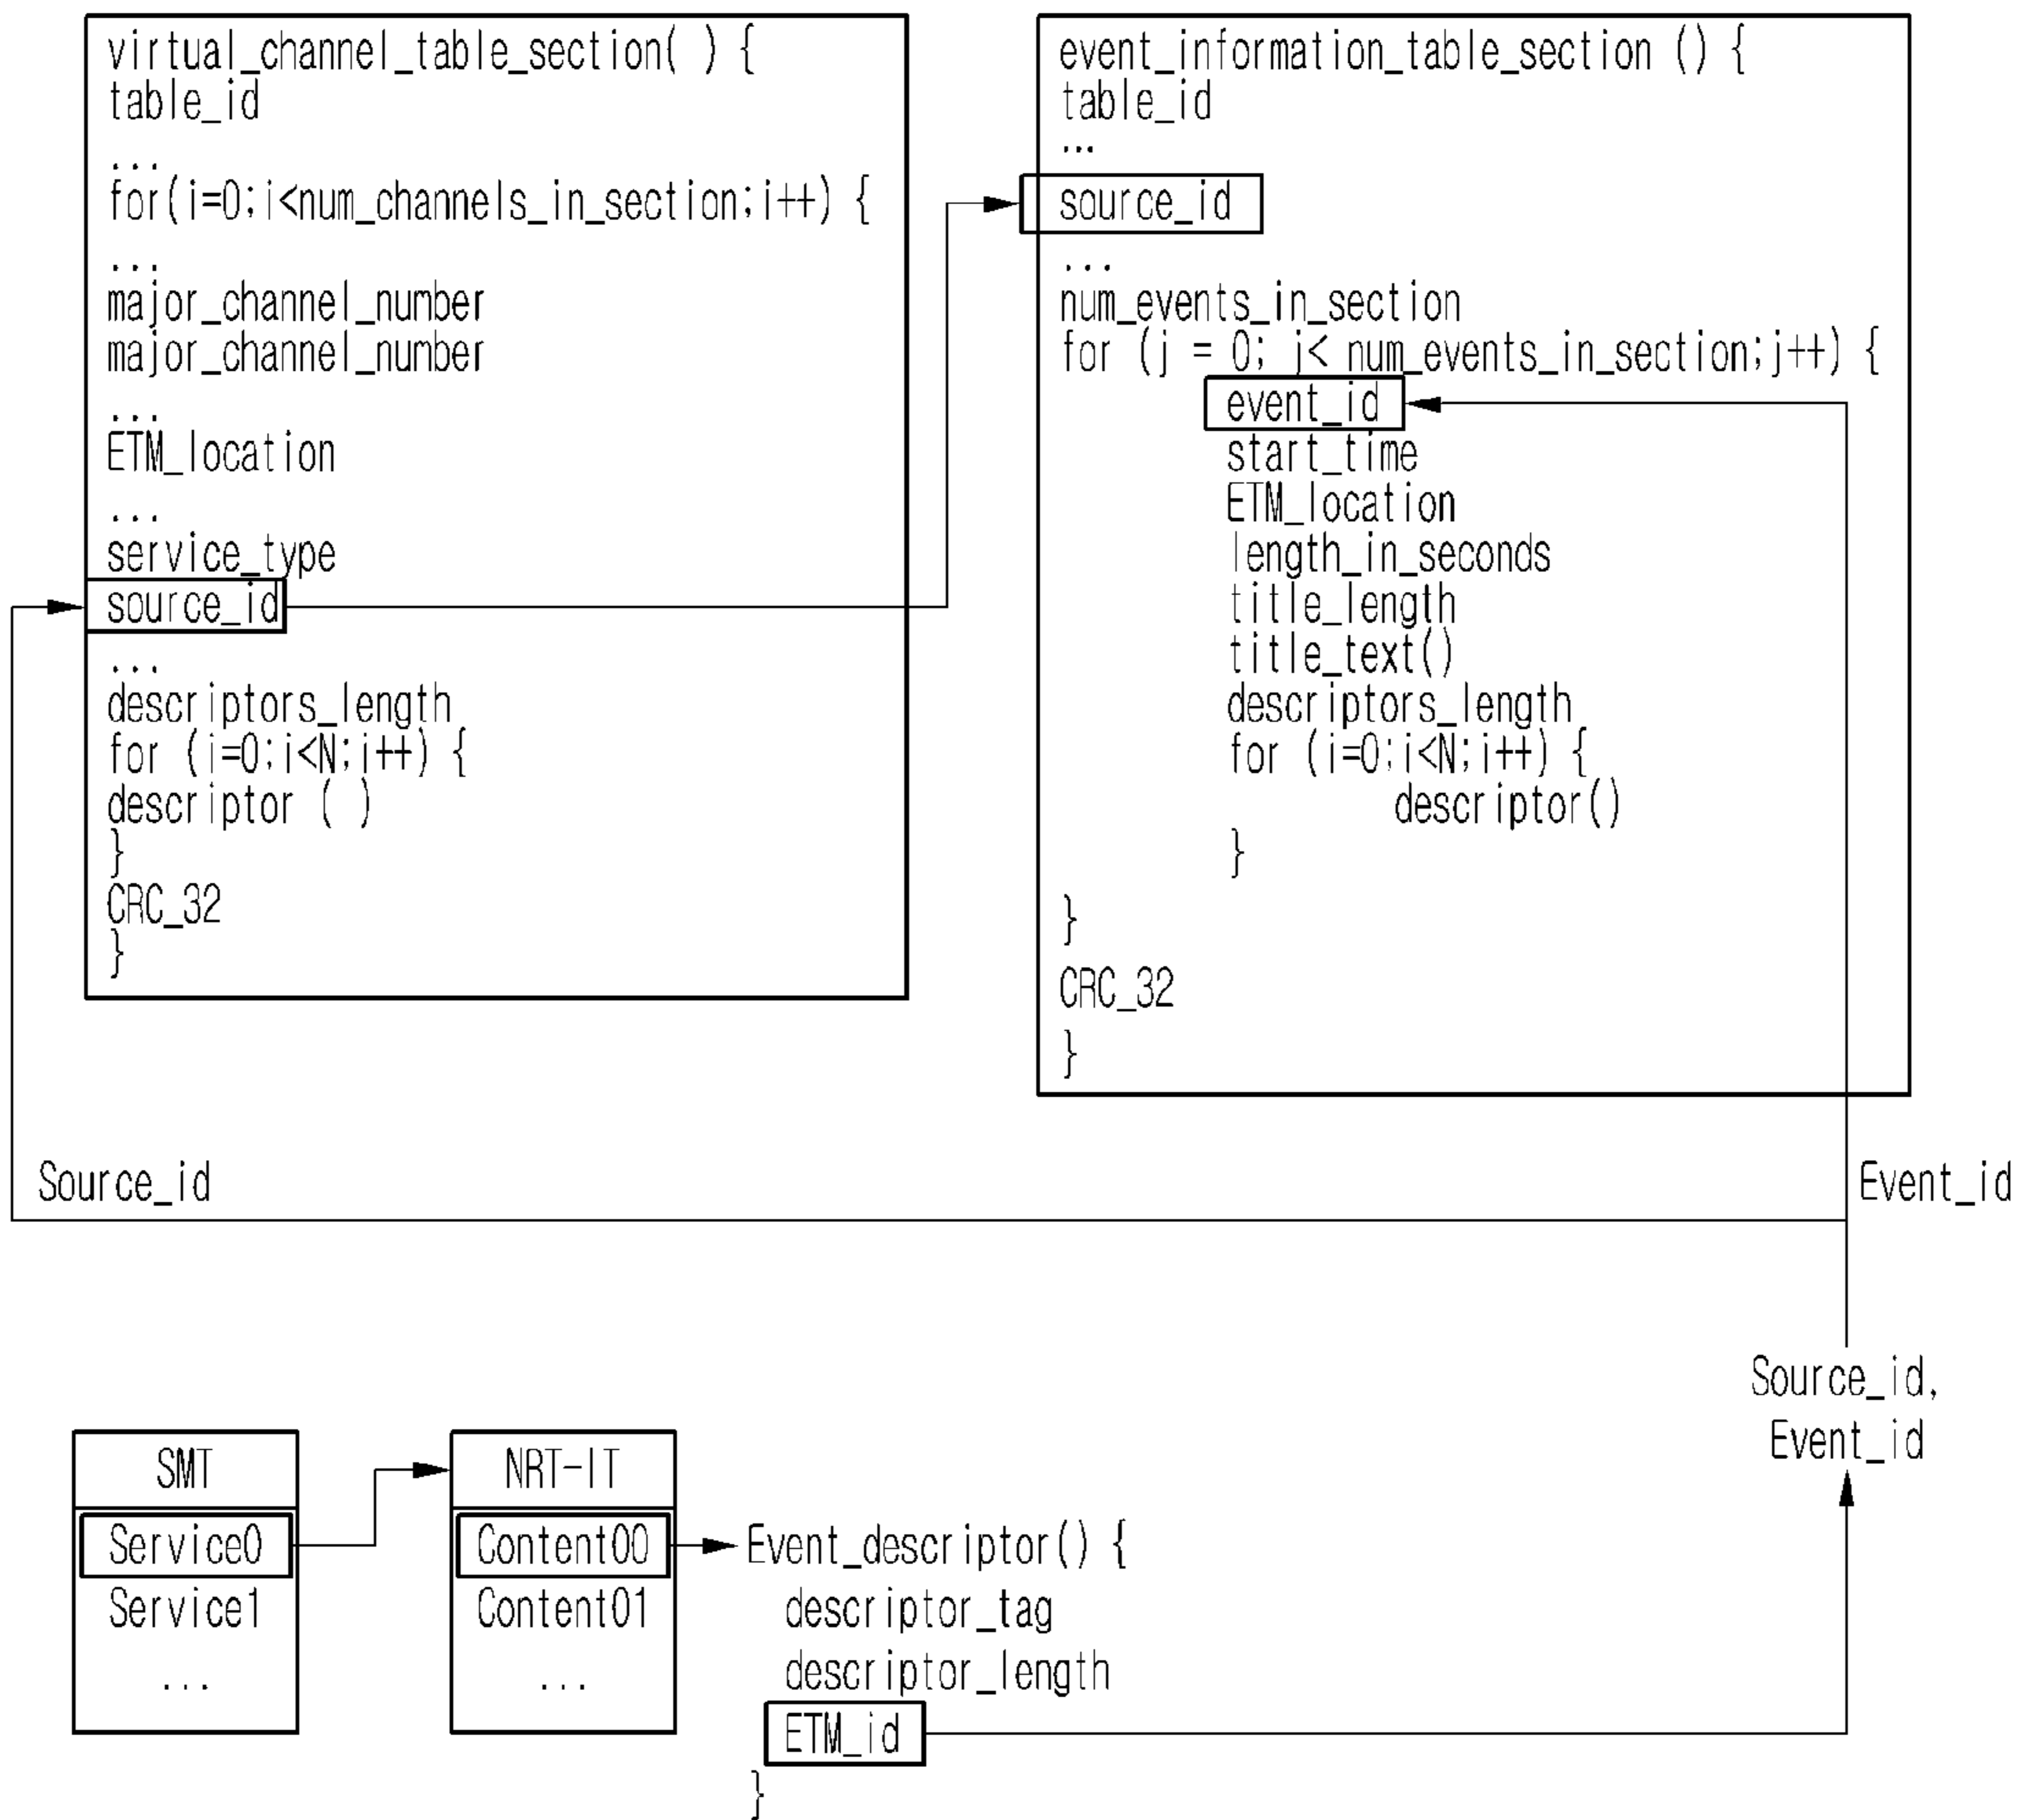 virtual_channel_table_section( ) {
table_id
...
for(i=0;i<num_channels_in_section;i++) {
...
major_channel_number
major_channel_number
...
ETM_location
...
service_type
source_id
...
descriptors_length
for (i=0;i<N;i++) {
descriptor ( )
}
CRC_32
}
event_information_table_section () {
table_id
...
source_id
...
num_events_in_section
for (j = 0; j< num_events_in_section;j++) {
event_id
start_time
ETM_location
length_in_seconds
title_length
title_text()
descriptors_length
for (i=0;i<N;i++) {
descriptor()
}
}
CRC_32
}
Source_id
Event_id
Source_id,
Event_id
SMT
Service0
Service1
...
NRT-IT
Content00
Content01
...
Event_descriptor() {
descriptor_tag
descriptor_length
ETM_id
}